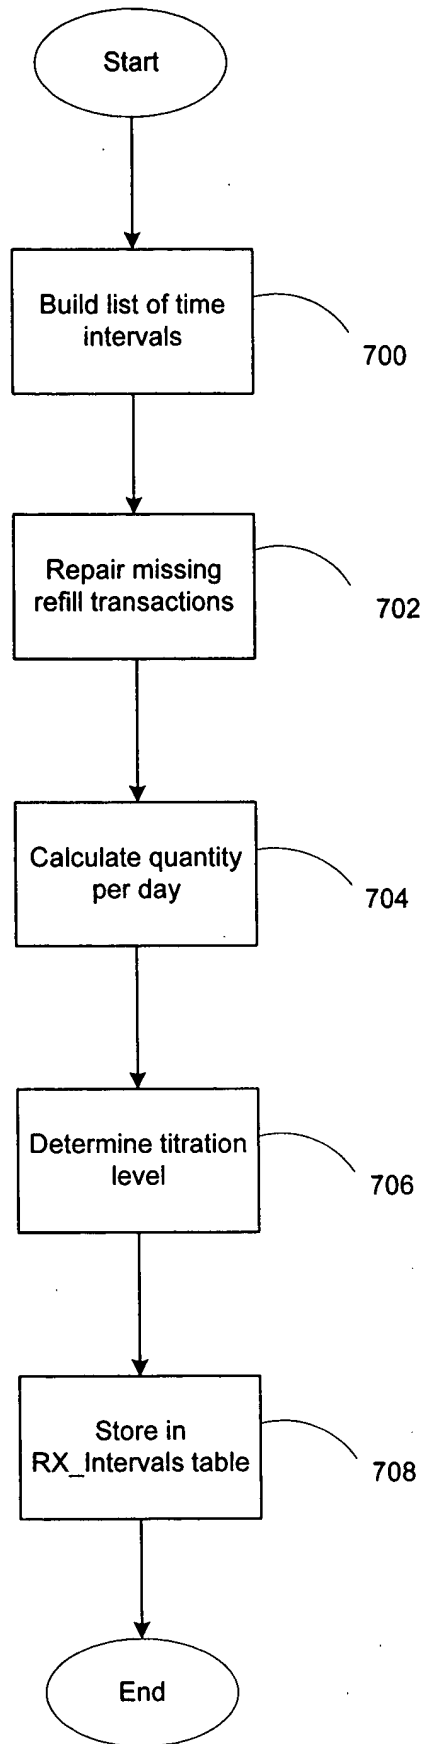 Start
Build list of time
intervals
700
Repair missing
refill transactions
702
Calculate quantity
per day
704
Determine titration
level
706
Store in
RX_Intervals table
708
End